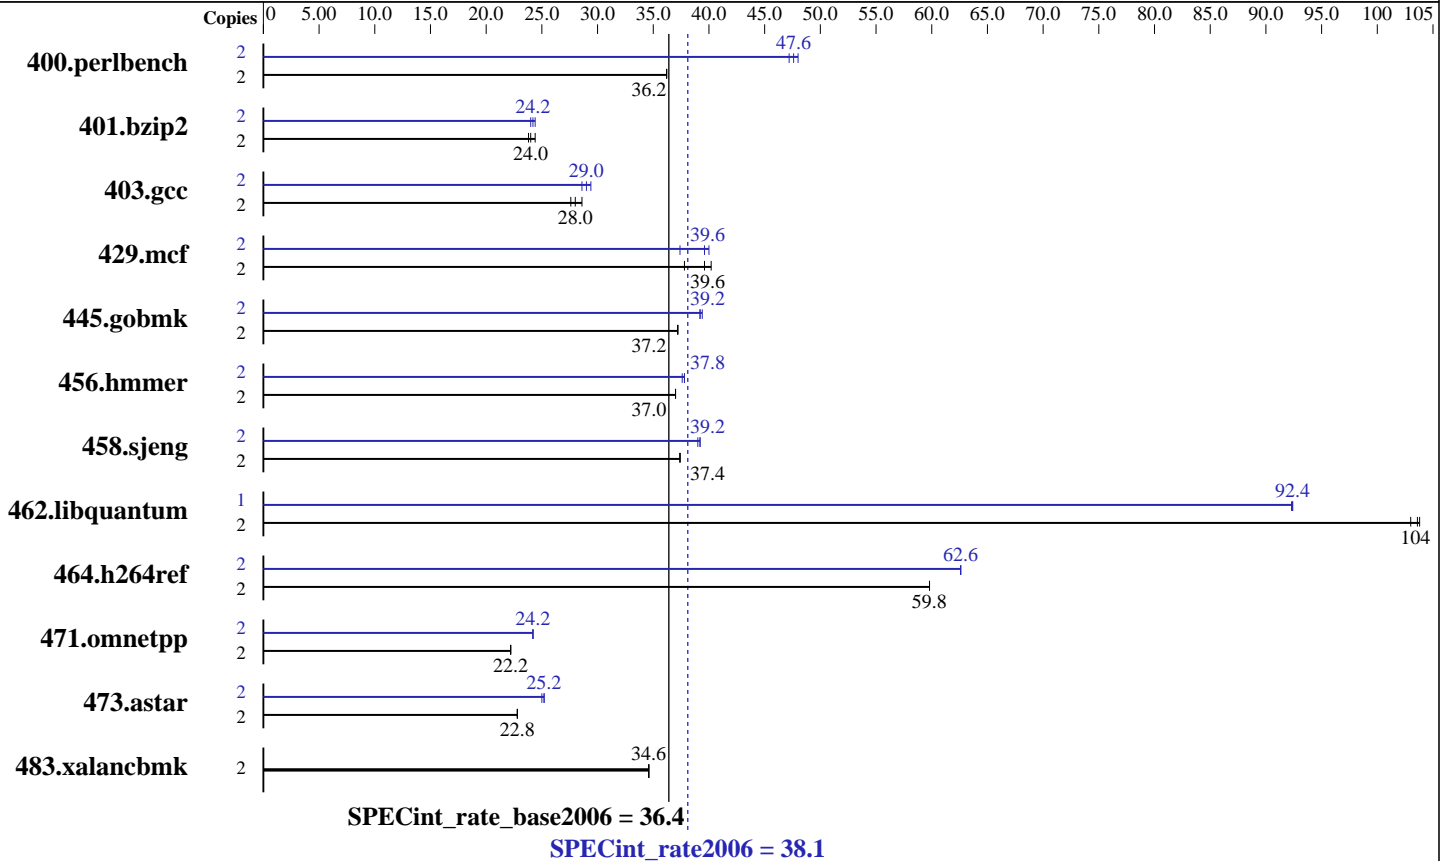 Copies 0 5.00 10.0 15.0 20.0 25.0 30.0 35.0 40.0 45.0 50.0 55.0 60.0 65.0 70.0 75.0 80.0 85.0 90.0 95.0 100 105
400.perlbench 2 47.6
2 36.2
401.bzip2 2 24.2
2 24.0
403.gcc 2 29.0
2 28.0
429.mcf 2 39.6
2 39.6
445.gobmk 2 39.2
2 37.2
456.hmmer 2 37.8
2 37.0
458.sjeng 2 39.2
2 37.4
462.libquantum 1 92.4
2 104
464.h264ref 2 62.6
2 59.8
471.omnetpp 2 24.2
2 22.2
473.astar 2 25.2
2 22.8
483.xalancbmk 2 34.6
SPECint_rate_base2006 = 36.4
SPECint_rate2006 = 38.1